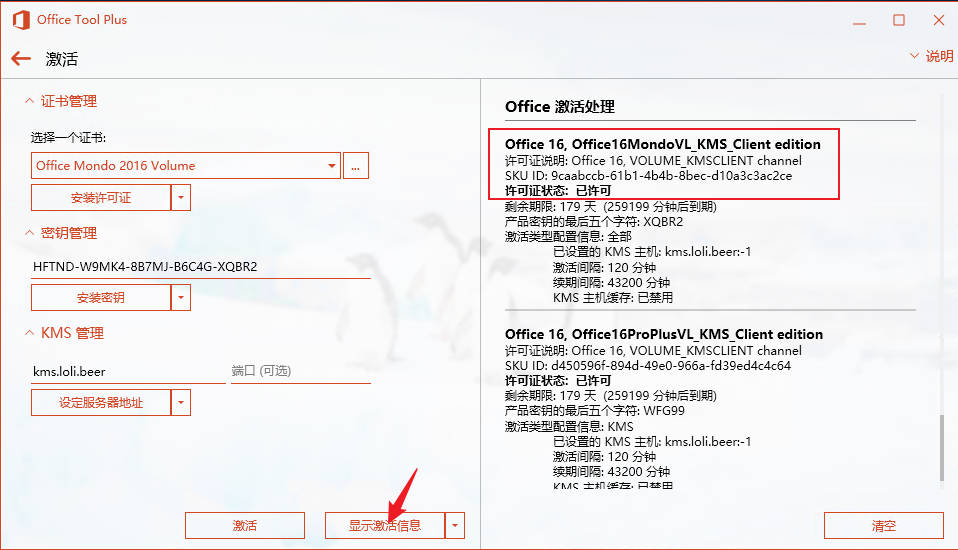 Office Tool Plus
激活
说明
证书管理
选择一个证书:
Office Mondo 2016 Volume
...
安装许可证
密钥管理
HFTND-W9MK4-8B7MJ-B6C4G-XQBR2
安装密钥
KMS 管理
kms.loli.beer
端口 (可选)
设定服务器地址
激活
显示激活信息
Office 激活处理
Office 16, Office16MondoVL_KMS_Client edition
许可证说明: Office 16, VOLUME_KMSCLIENT channel
SKU ID: 9caabccb-61b1-4b4b-8bec-d10a3c3ac2ce
许可证状态: 已许可
剩余期限: 179 天 (259199 分钟后到期)
产品密钥的最后五个字符: XQBR2
激活类型配置信息: 全部
已设置的 KMS 主机: kms.loli.beer:-1
激活间隔: 120 分钟
续期间隔: 43200 分钟
KMS 主机缓存: 已禁用
Office 16, Office16ProPlusVL_KMS_Client edition
许可证说明: Office 16, VOLUME_KMSCLIENT channel
SKU ID: d450596f-894d-49e0-966a-fd39ed4c4c64
许可证状态: 已许可
剩余期限: 179 天 (259199 分钟后到期)
产品密钥的最后五个字符: WFG99
激活类型配置信息: KMS
已设置的 KMS 主机: kms.loli.beer:-1
激活间隔: 120 分钟
续期间隔: 43200 分钟
KMS 主机缓存: 已禁用
清空